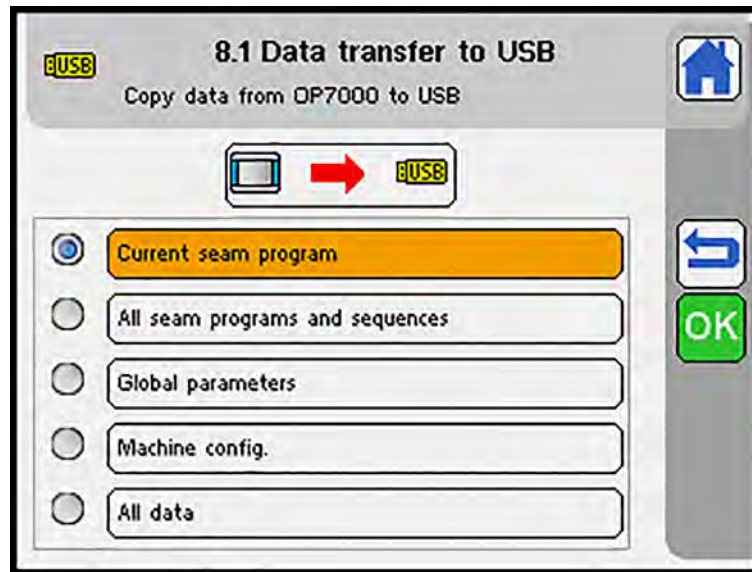 USB
8.1 Data transfer to USB
Copy data from OP7000 to USB
USB
Current seam program
All seam programs and sequences
OK
Global parameters
Machine config.
All data